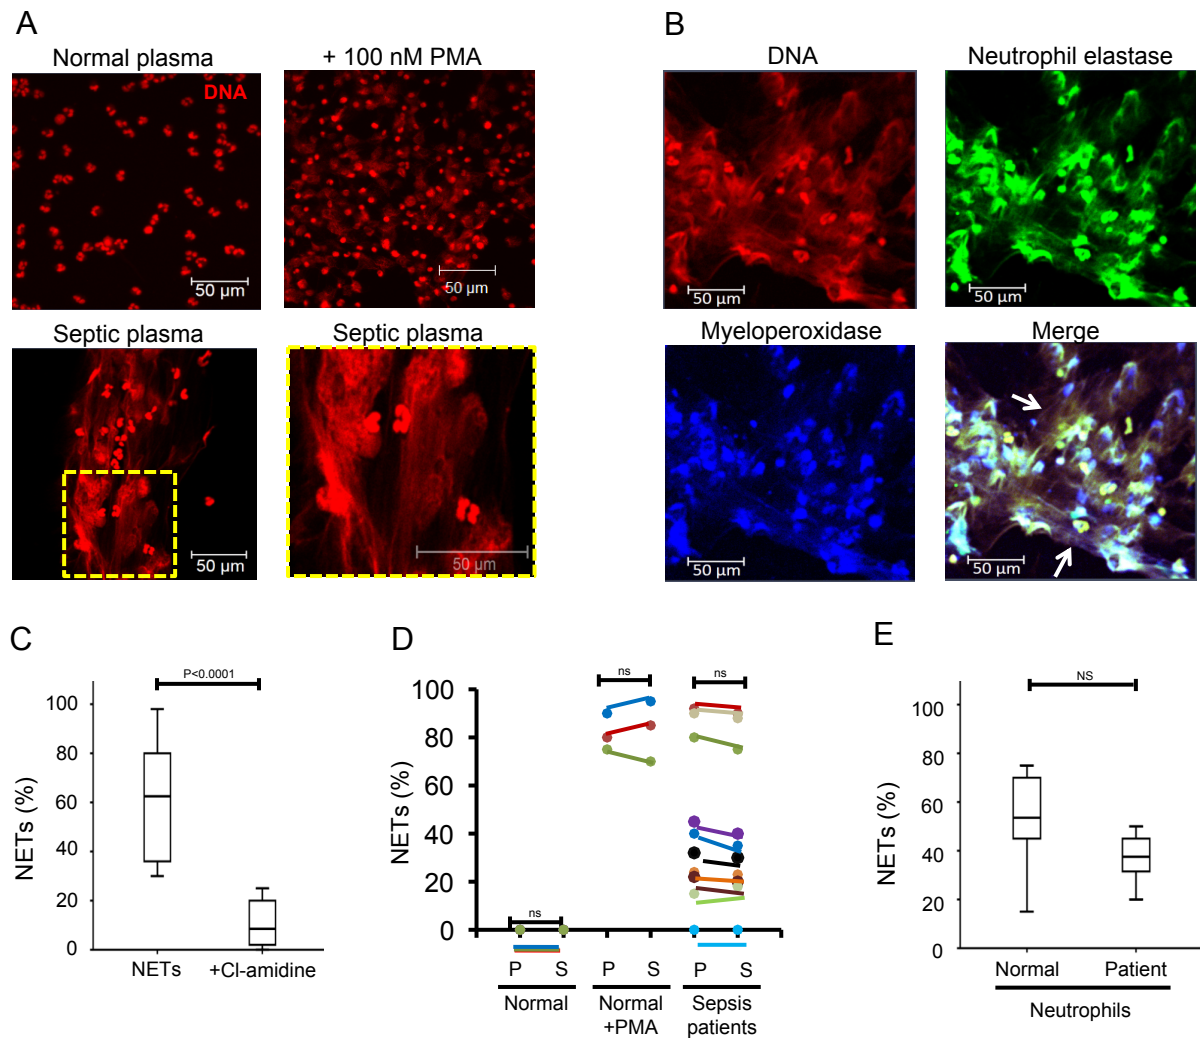 A
Normal plasma
DNA
50 µm
+ 100 nM PMA
50 µm
Septic plasma
50 µm
Septic plasma
50 µm
B
DNA
50 µm
Neutrophil elastase
50 µm
Myeloperoxidase
50 µm
Merge
50 µm
C
P<0.0001
NETs (%)
100
80
60
40
20
0
NETs
+Cl-amidine
D
NETs (%)
100
80
60
40
20
0
ns
ns
ns
P S P S P S
Normal
Normal
+PMA
Sepsis
patients
E
NS
NETs (%)
100
80
60
40
20
0
Normal
Patient
Neutrophils